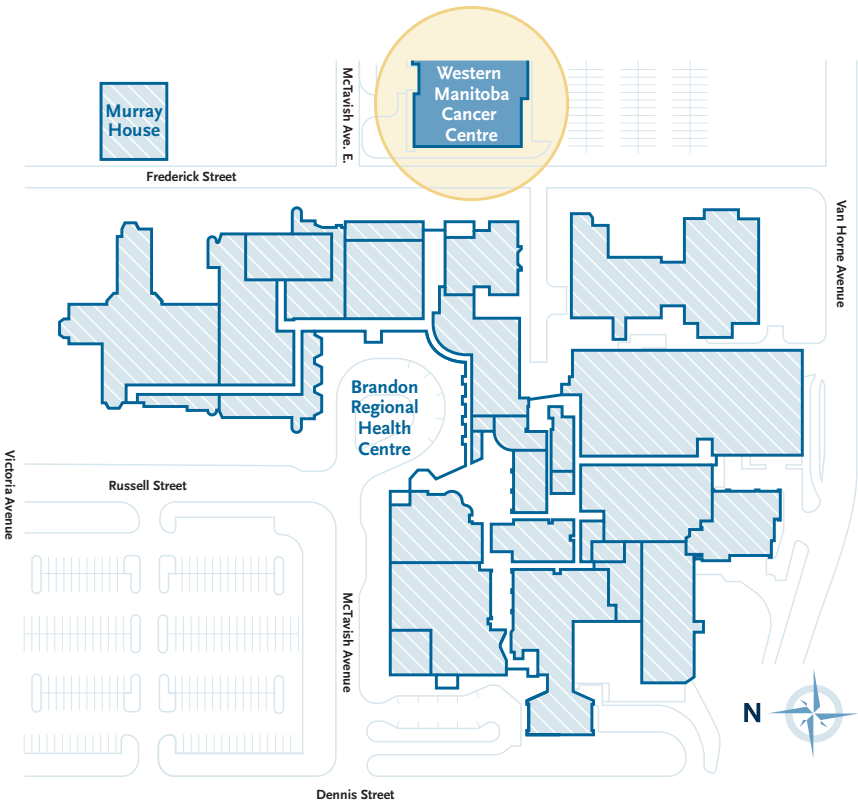 Western
Manitoba
Cancer
Centre
Murray
House
McTavish Ave. E.
Frederick Street
Van Horne Avenue
Brandon
Regional
Health
Centre
Victoria Avenue
Russell Street
McTavish Avenue
N
Dennis Street